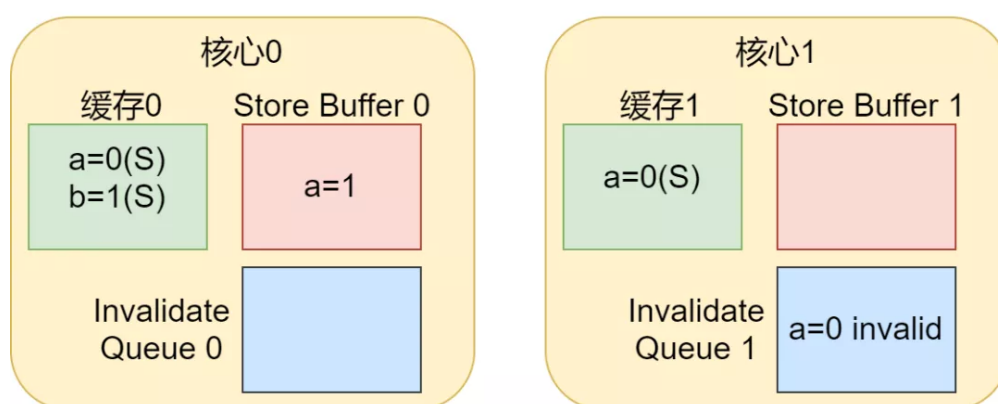 核心0
缓存0
Store Buffer 0
a=0(S)
b=1(S)
a=1
Invalidate
Queue 0
核心1
缓存1
Store Buffer 1
a=0(S)
Invalidate
Queue 1
a=0 invalid